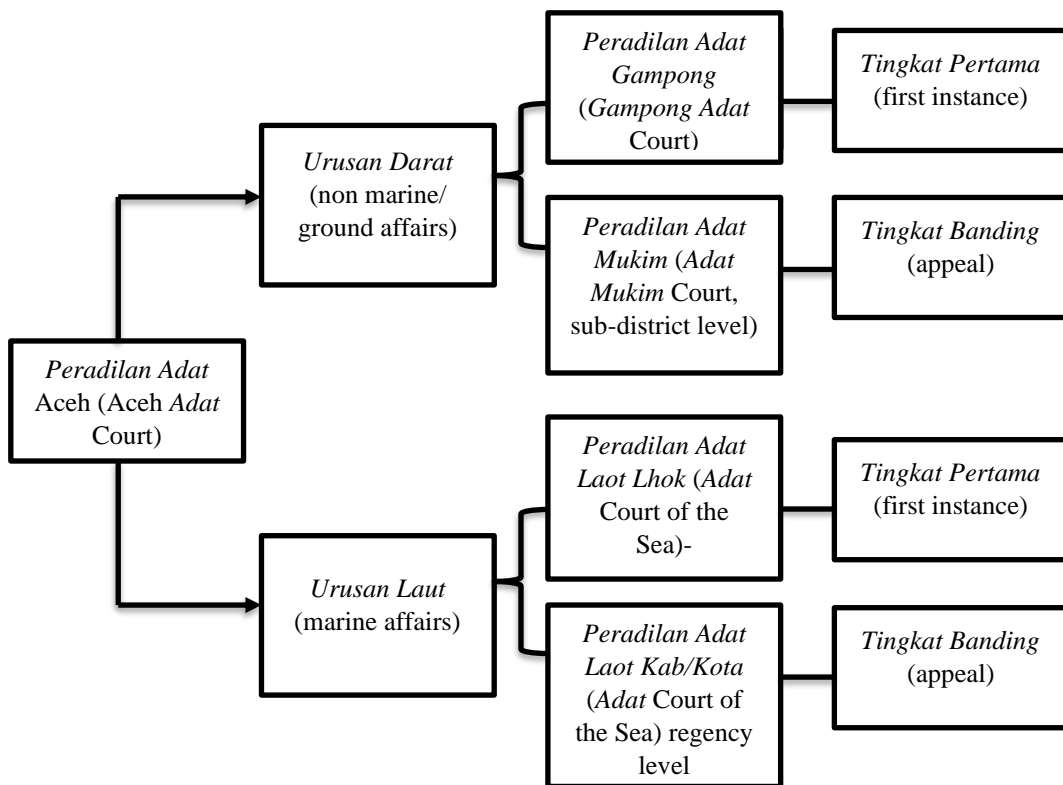 Peradilan Adat
Aceh (Aceh Adat
Court)
Urusan Darat
(non marine/
ground affairs)
Peradilan Adat
Gampong
(Gampong Adat
Court)
Tingkat Pertama
(first instance)
Peradilan Adat
Mukim (Adat
Mukim Court,
sub-district level)
Tingkat Banding
(appeal)
Urusan Laut
(marine affairs)
Peradilan Adat
Laot Lhok (Adat
Court of the
Sea)-
Tingkat Pertama
(first instance)
Peradilan Adat
Laot Kab/Kota
(Adat Court of
the Sea) regency
level
Tingkat Banding
(appeal)